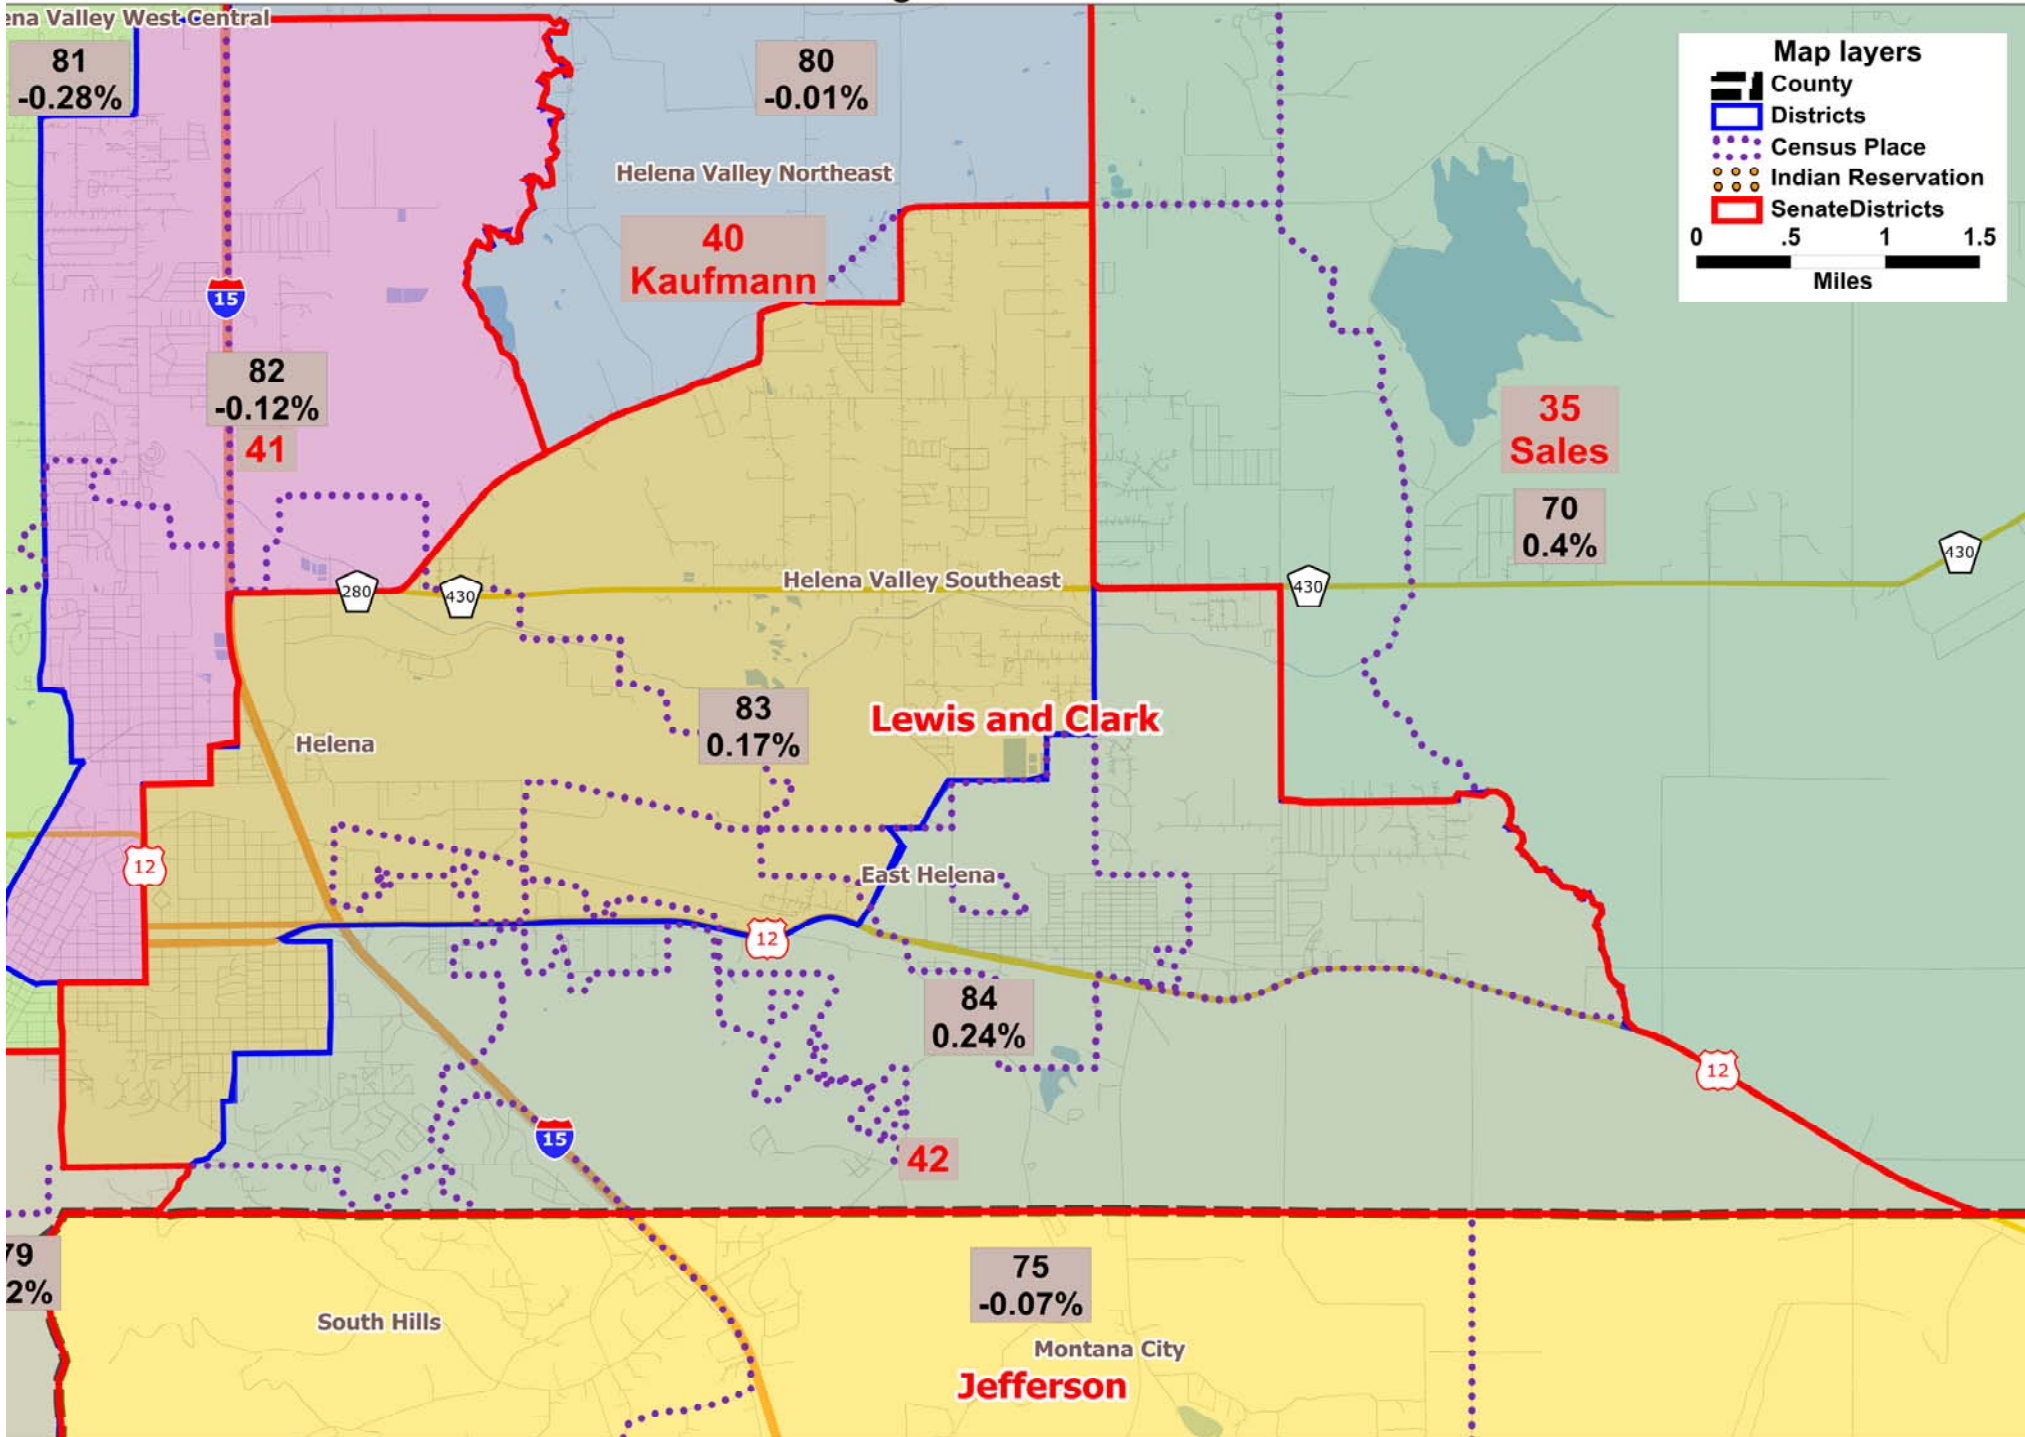 ena Valley West Central
81
-0.28%
80
-0.01%
Map layers
County
Districts
Census Place
Indian Reservation
SenateDistricts
0 .5 1 1.5
Miles
Helena Valley Northeast
40
Kaufmann
15
82
-0.12%
41
35
Sales
70
0.4%
430
280
430
Helena Valley Southeast
430
83
0.17%
Lewis and Clark
Helena
12
East Helena
12
84
0.24%
12
15
42
79
2%
75
-0.07%
South Hills
Montana City
Jefferson